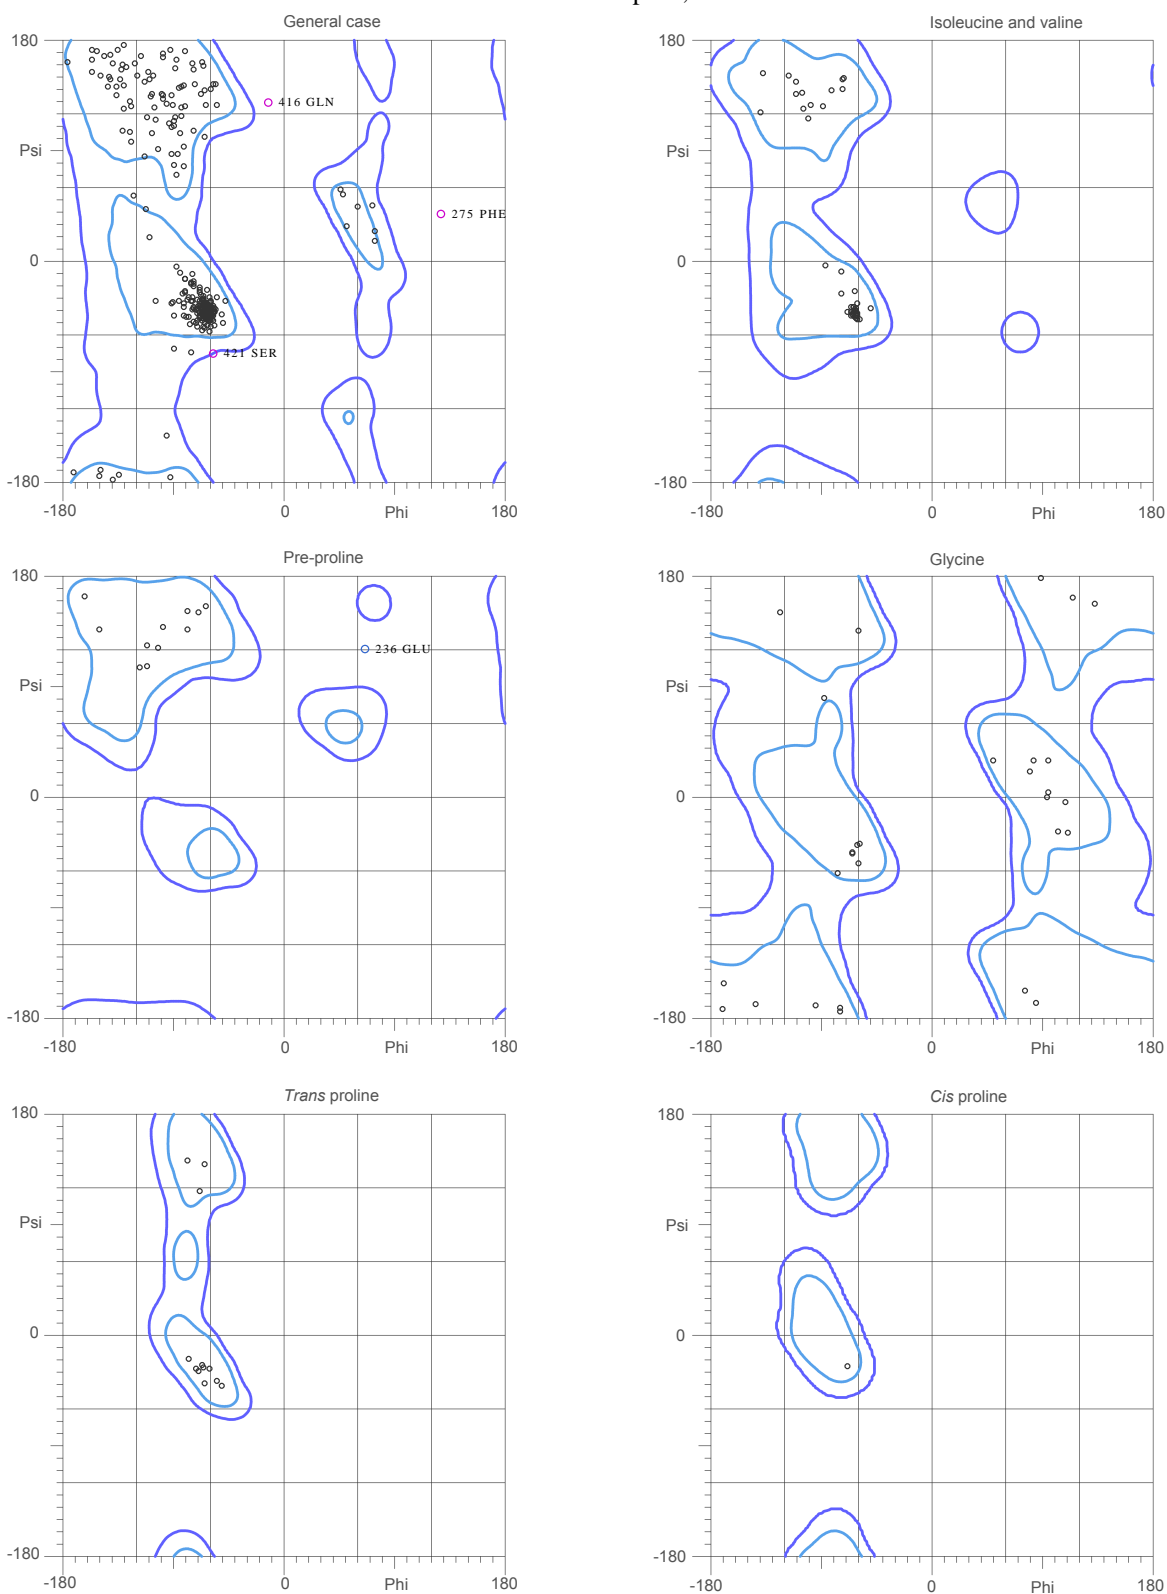 General case
180
Psi
0
-180
-180
0
Phi
180
416 GLN
275 PHE
421 SER
Isoleucine and valine
180
Psi
0
-180
-180
0
Phi
180
Pre-proline
180
Psi
0
-180
-180
0
Phi
180
236 GLU
Glycine
180
Psi
0
-180
-180
0
Phi
180
Trans proline
180
Psi
0
-180
-180
0
Phi
180
Cis proline
180
Psi
0
-180
-180
0
Phi
180